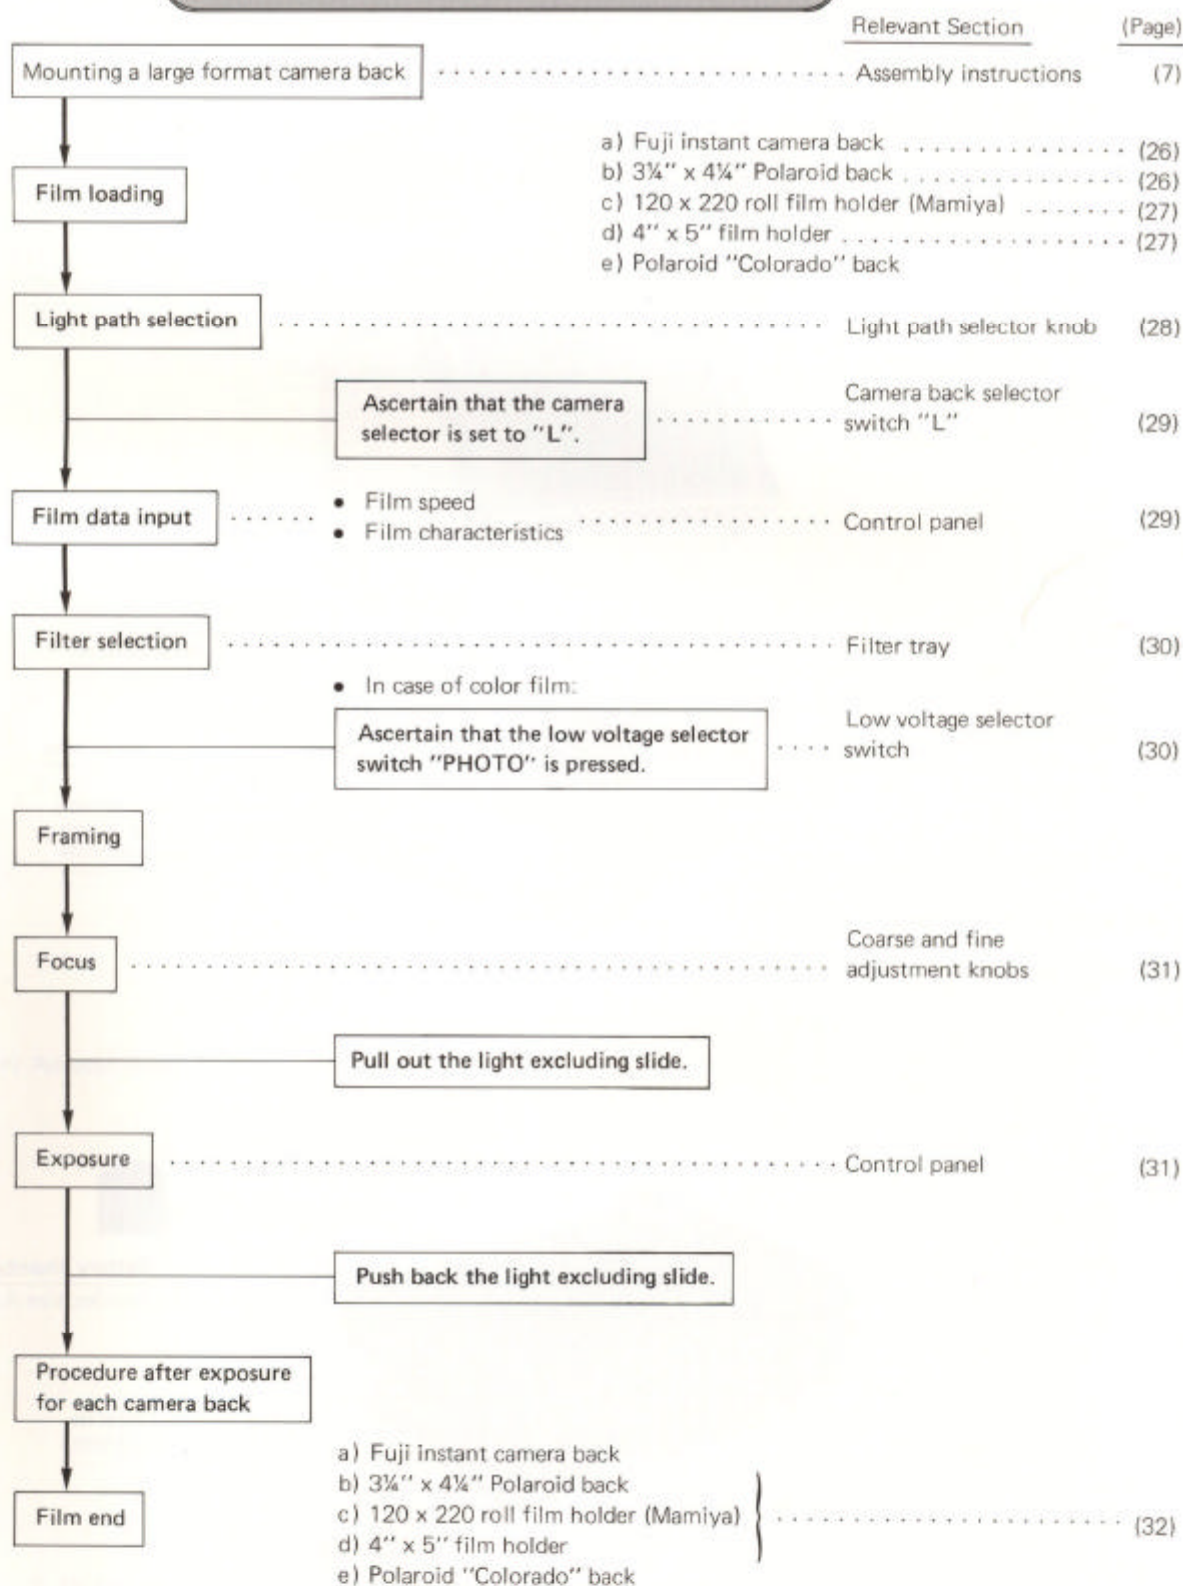 Relevant Section (Page)
Mounting a large format camera back Assembly instructions (7)
Film loading
a) Fuji instant camera back (26)
b) 3¼" x 4¼" Polaroid back (26)
c) 120 x 220 roll film holder (Mamiya) (27)
d) 4" x 5" film holder (27)
e) Polaroid "Colorado" back
Light path selection Light path selector knob (28)
Ascertain that the camera
selector is set to "L".
Camera back selector
switch "L" (29)
Film data input
• Film speed
• Film characteristics
Control panel (29)
Filter selection Filter tray (30)
• In case of color film:
Ascertain that the low voltage selector
switch "PHOTO" is pressed.
Low voltage selector
switch (30)
Framing
Focus
Coarse and fine
adjustment knobs (31)
Pull out the light excluding slide.
Exposure Control panel (31)
Push back the light excluding slide.
Procedure after exposure
for each camera back
Film end
a) Fuji instant camera back
b) 3¼" x 4¼" Polaroid back
c) 120 x 220 roll film holder (Mamiya)
d) 4" x 5" film holder
e) Polaroid "Colorado" back
(32)